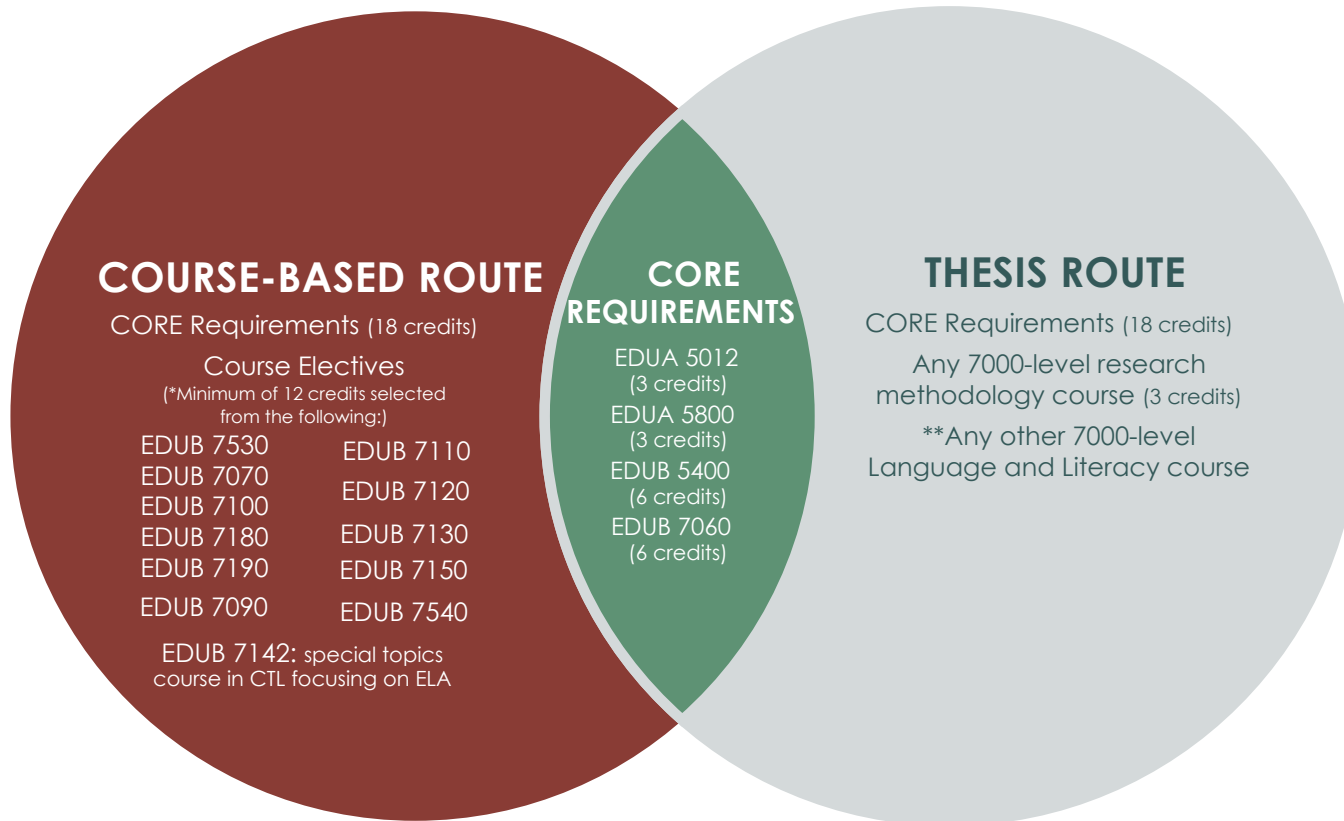 COURSE-BASED ROUTE
CORE Requirements (18 credits)
Course Electives
(*Minimum of 12 credits selected
from the following:)
EDUB 7530
EDUB 7070
EDUB 7100
EDUB 7180
EDUB 7190
EDUB 7090
EDUB 7110
EDUB 7120
EDUB 7130
EDUB 7150
EDUB 7540
EDUB 7142: special topics
course in CTL focusing on ELA
CORE
REQUIREMENTS
EDUA 5012
(3 credits)
EDUA 5800
(3 credits)
EDUB 5400
(6 credits)
EDUB 7060
(6 credits)
THESIS ROUTE
CORE Requirements (18 credits)
Any 7000-level research
methodology course (3 credits)
**Any other 7000-level
Language and Literacy course